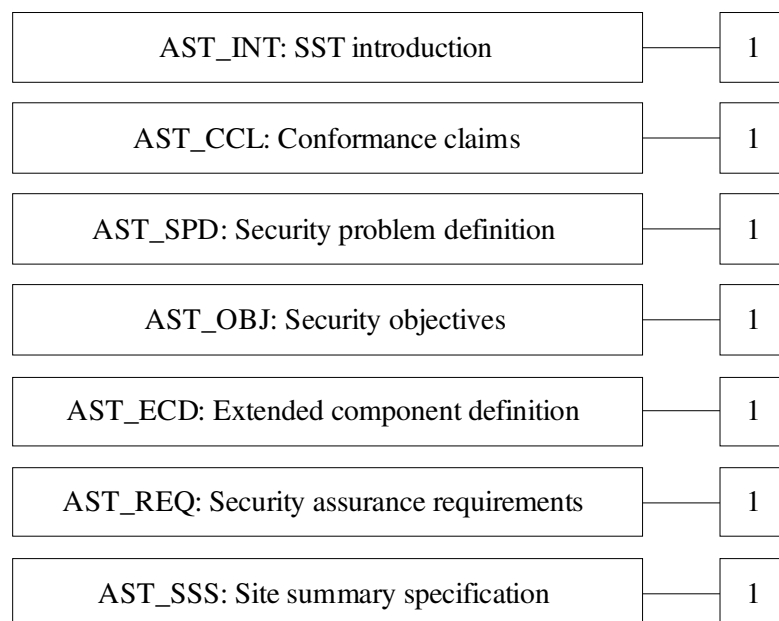 AST_INT: SST introduction 1
AST_CCL: Conformance claims 1
AST_SPD: Security problem definition 1
AST_OBJ: Security objectives 1
AST_ECD: Extended component definition 1
AST_REQ: Security assurance requirements 1
AST_SSS: Site summary specification 1